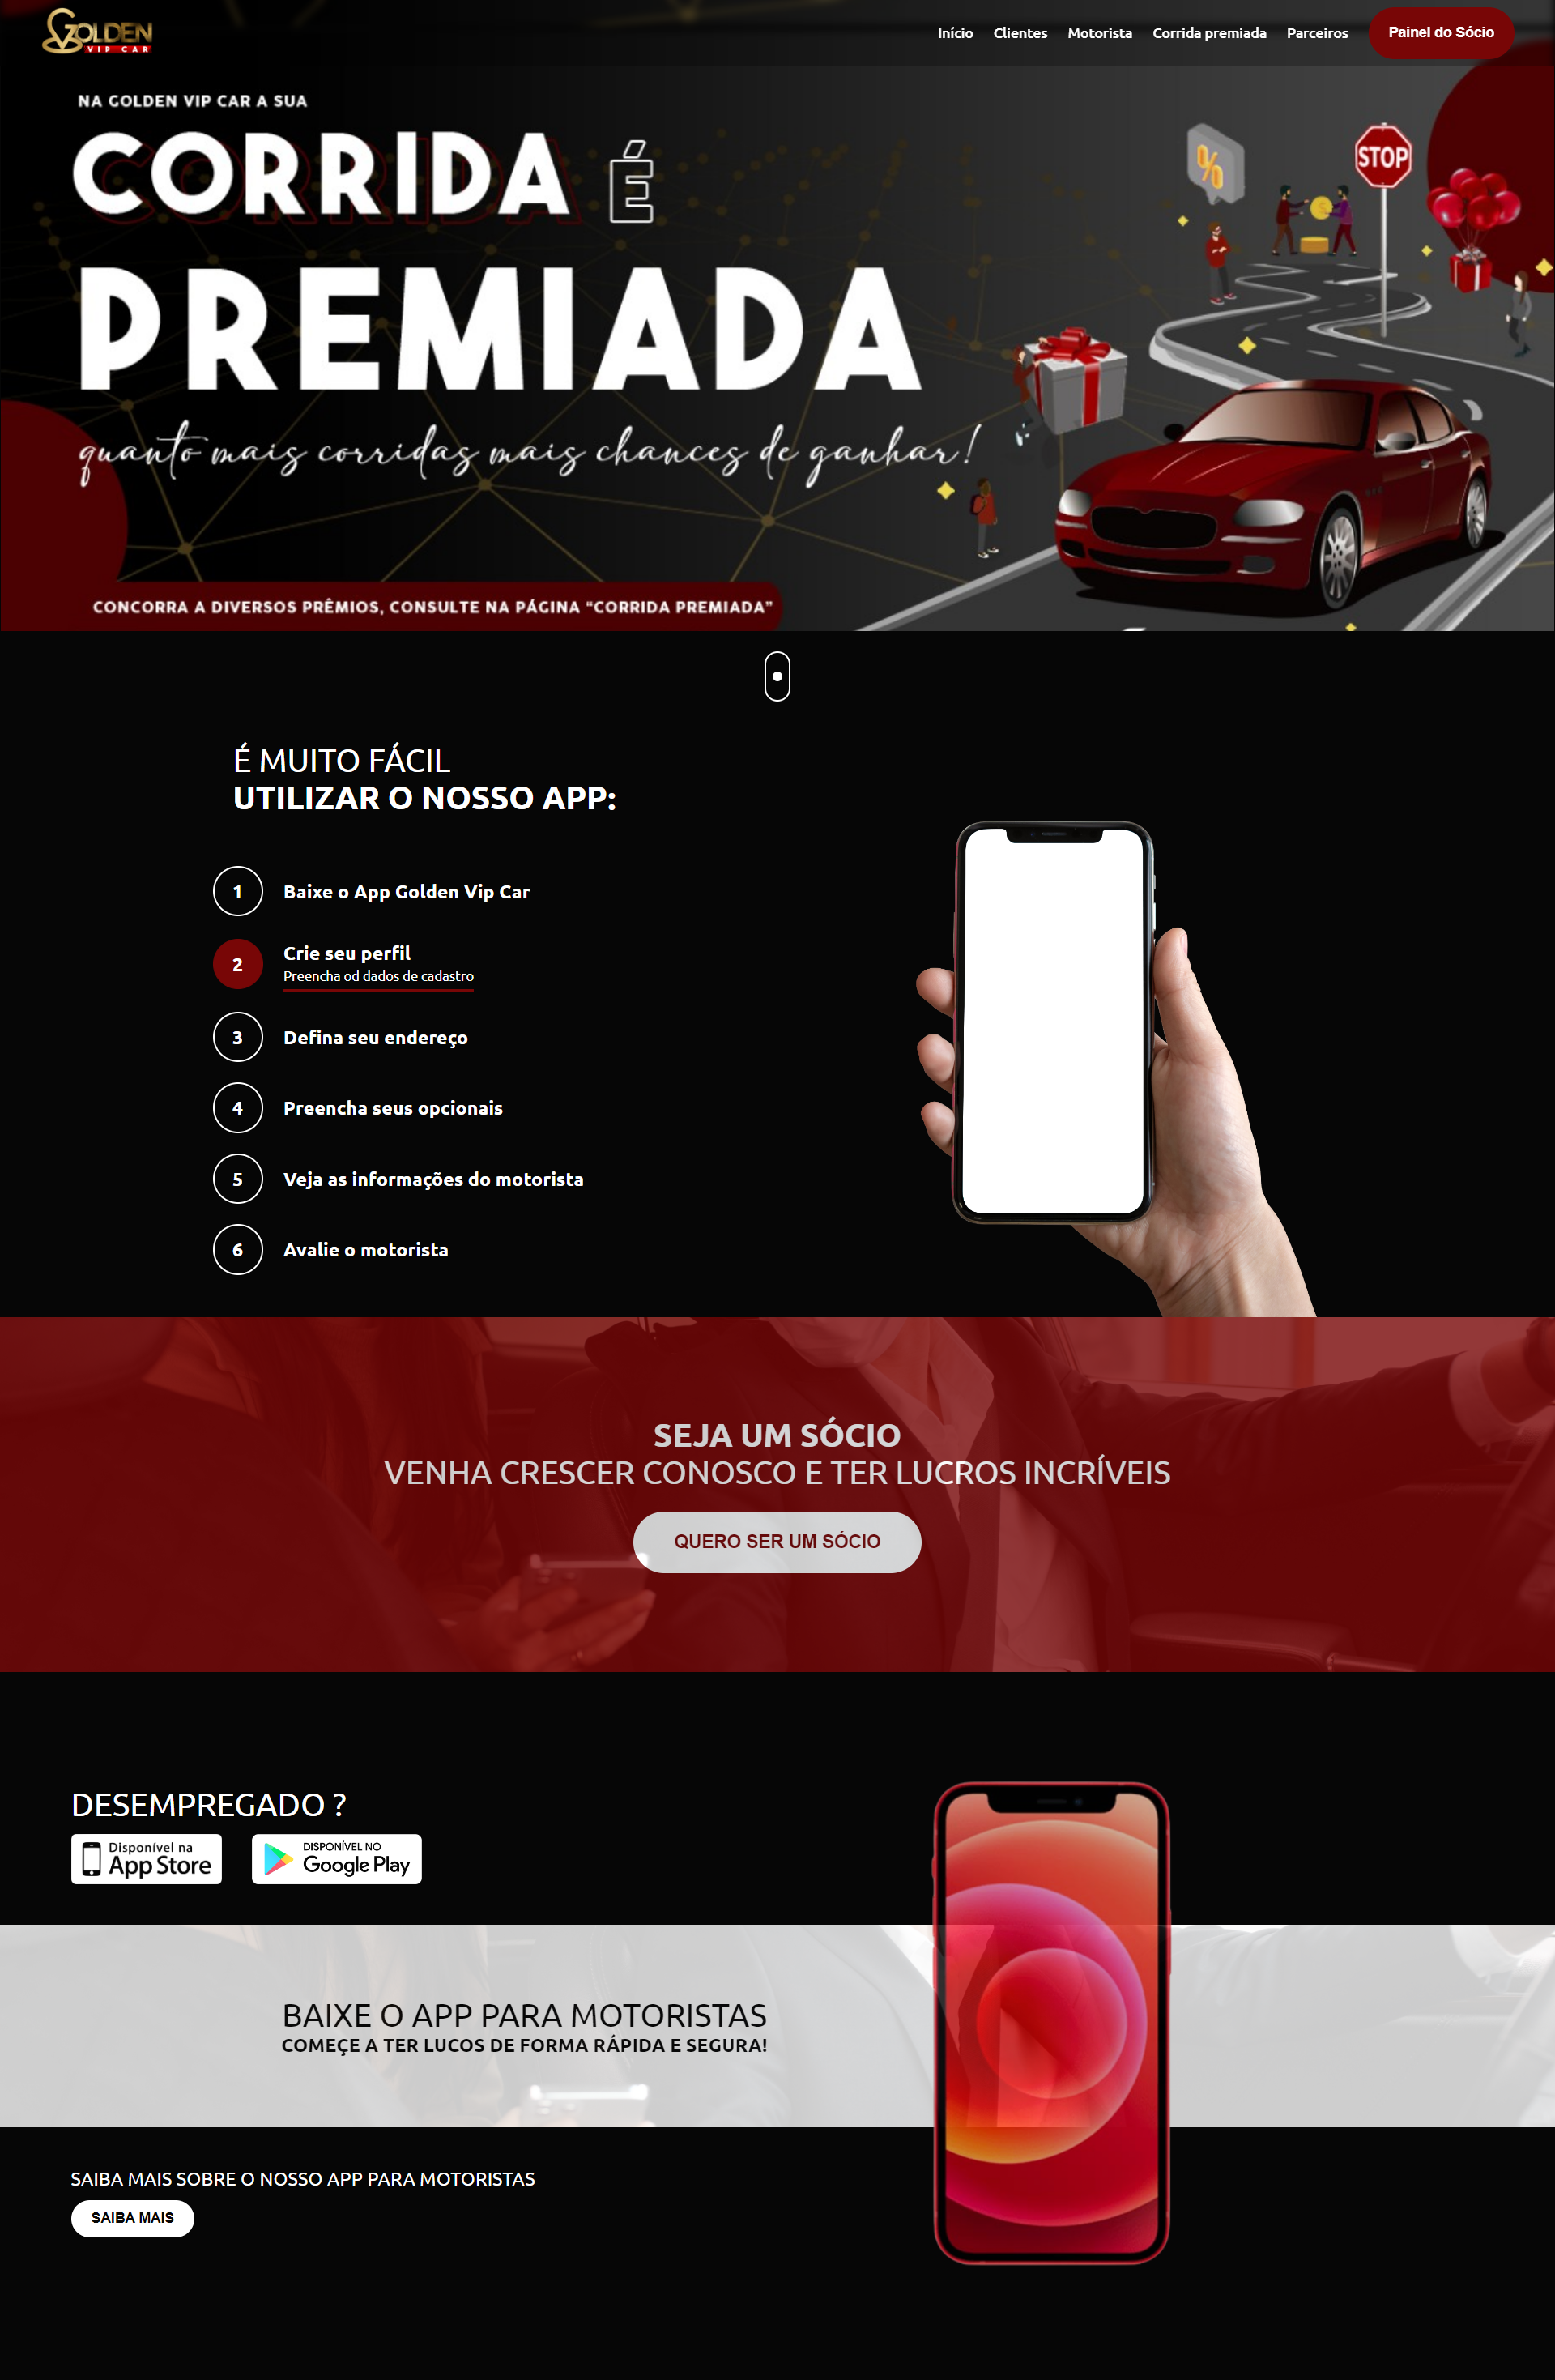 GOLDEN
VIP CAR
Início Clientes Motorista Corrida premiada Parceiros Painel do Sócio
NA GOLDEN VIP CAR A SUA
CORRIDA É
PREMIADA
quanto mais corridas mais chances de ganhar!
%
STOP
CONCORRA A DIVERSOS PRÊMIOS, CONSULTE NA PÁGINA “CORRIDA PREMIADA”
É MUITO FÁCIL
UTILIZAR O NOSSO APP:
1 Baixe o App Golden Vip Car
2 Crie seu perfil
Preencha od dados de cadastro
3 Defina seu endereço
4 Preencha seus opcionais
5 Veja as informações do motorista
6 Avalie o motorista
SEJA UM SÓCIO
VENHA CRESCER CONOSCO E TER LUCROS INCRÍVEIS
QUERO SER UM SÓCIO
DESEMPREGADO ?
Disponível na
App Store
DISPONÍVEL NO
Google Play
BAIXE O APP PARA MOTORISTAS
COMEÇE A TER LUCOS DE FORMA RÁPIDA E SEGURA!
SAIBA MAIS SOBRE O NOSSO APP PARA MOTORISTAS
SAIBA MAIS